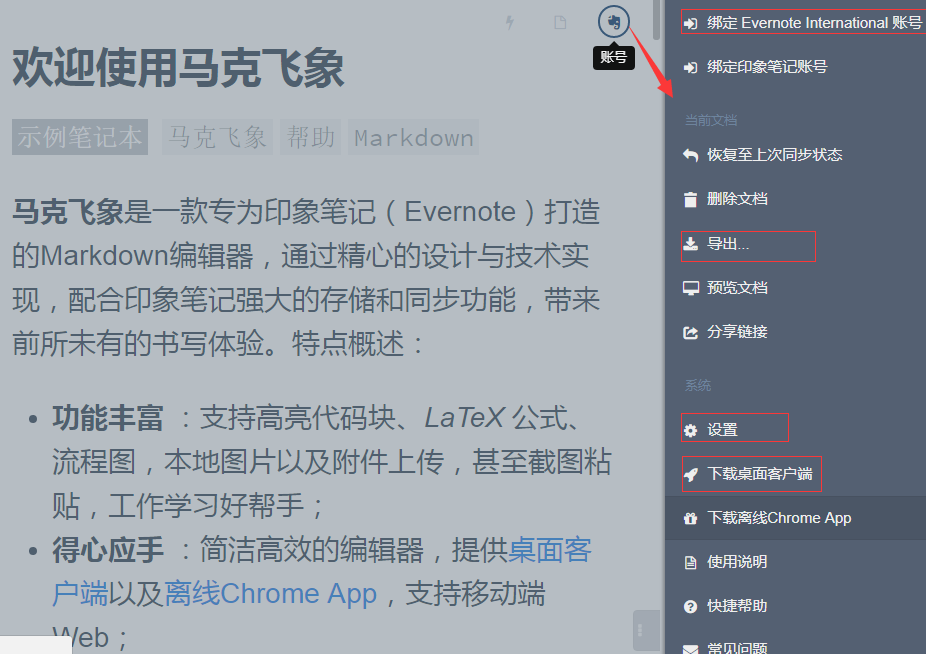 账号
欢迎使用马克飞象
示例笔记本 马克飞象 帮助 Markdown
马克飞象是一款专为印象笔记（Evernote）打造
的Markdown编辑器，通过精心的设计与技术实
现，配合印象笔记强大的存储和同步功能，带来
前所未有的书写体验。特点概述：
功能丰富 ：支持高亮代码块、LaTeX 公式、
流程图，本地图片以及附件上传，甚至截图粘
贴，工作学习好帮手；
得心应手 ：简洁高效的编辑器，提供桌面客
户端以及离线Chrome App，支持移动端
Web；
绑定 Evernote International 账号
绑定印象笔记账号
当前文档
恢复至上次同步状态
删除文档
导出...
预览文档
分享链接
系统
设置
下载桌面客户端
下载离线Chrome App
使用说明
快捷帮助
常见问题